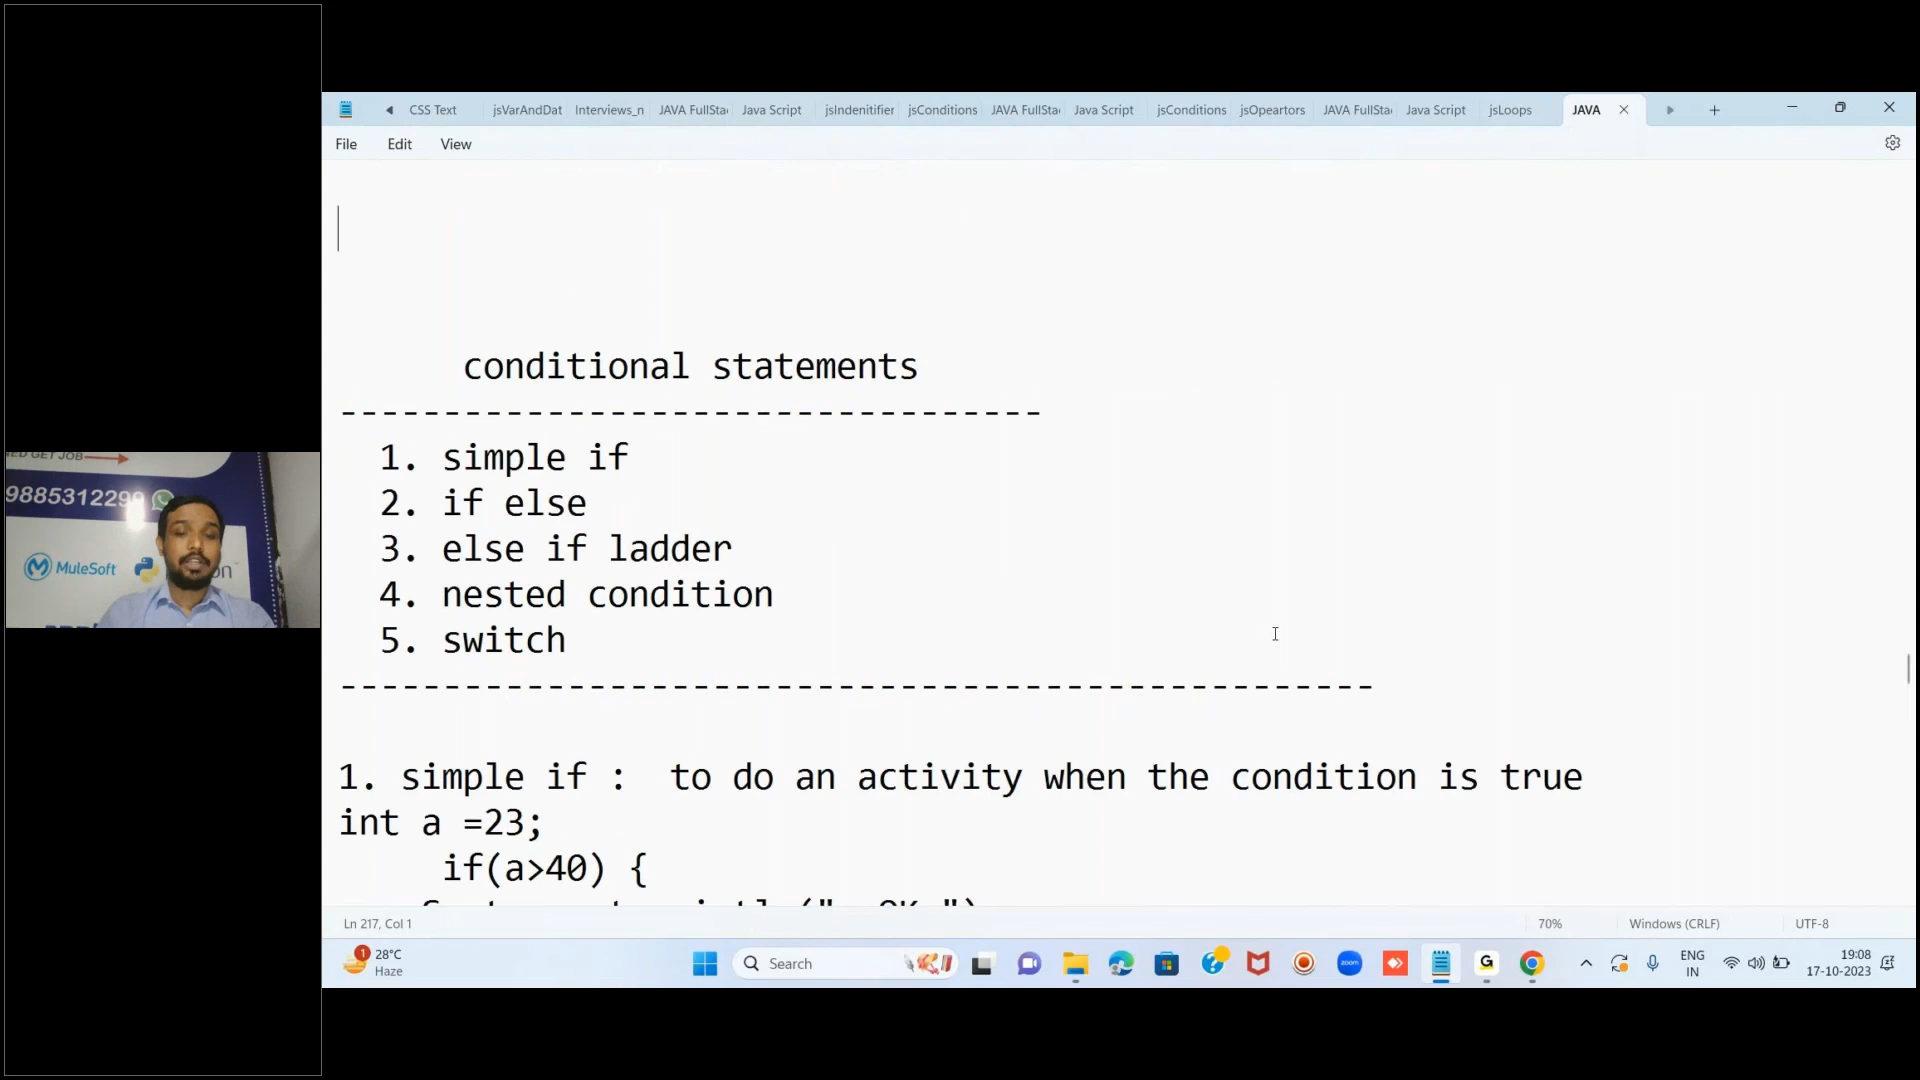 CSS Text
jsVarAndDat
Interviews_n
JAVA FullSta
Java Script
jsIndenitifier
jsConditions
JAVA FullSta
Java Script
jsConditions
jsOpeartors
JAVA FullSta
Java Script
jsLoops
JAVA
File Edit View
conditional statements
----------------------------------
1. simple if
2. if else
3. else if ladder
4. nested condition
5. switch
--------------------------------------------------
1. simple if :  to do an activity when the condition is true
int a =23;
if(a>40) {
Ln 217, Col 1
70%
Windows (CRLF)
UTF-8
1
28°C
Haze
Search
zoom
ENG
IN
19:08
17-10-2023
GET JOB
9885312299
MuleSoft